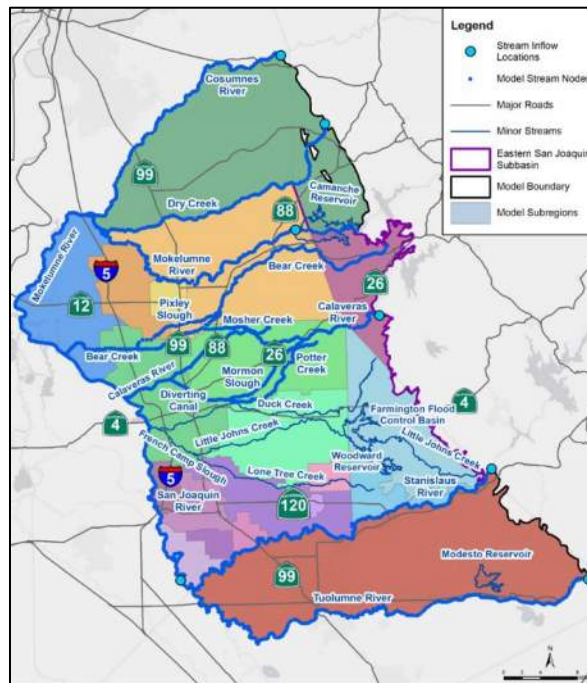 Legend
Stream Inflow
Locations
Model Stream Nodes
Major Roads
Minor Streams
Eastern San Joaquin
Subbasin
Model Boundary
Model Subregions
Cosumnes
River
99
Dry Creek
88
Camanche
Reservoir
Mokelumne River
5
Mokelumne
River
Bear Creek
26
12
Pixley
Slough
Calaveras
River
Mosher Creek
Bear Creek
99
88
26
Potter
Creek
Calaveras River
Mormon
Slough
Diverting
Canal
Duck Creek
4
4
Farmington Flood
Control Basin
Little Johns Creek
Little Johns Creek
French Camp Slough
Woodward
Reservoir
5
Lone Tree Creek
Stanislaus
River
San Joaquin
River
120
99
Modesto Reservoir
Tuolumne River
N